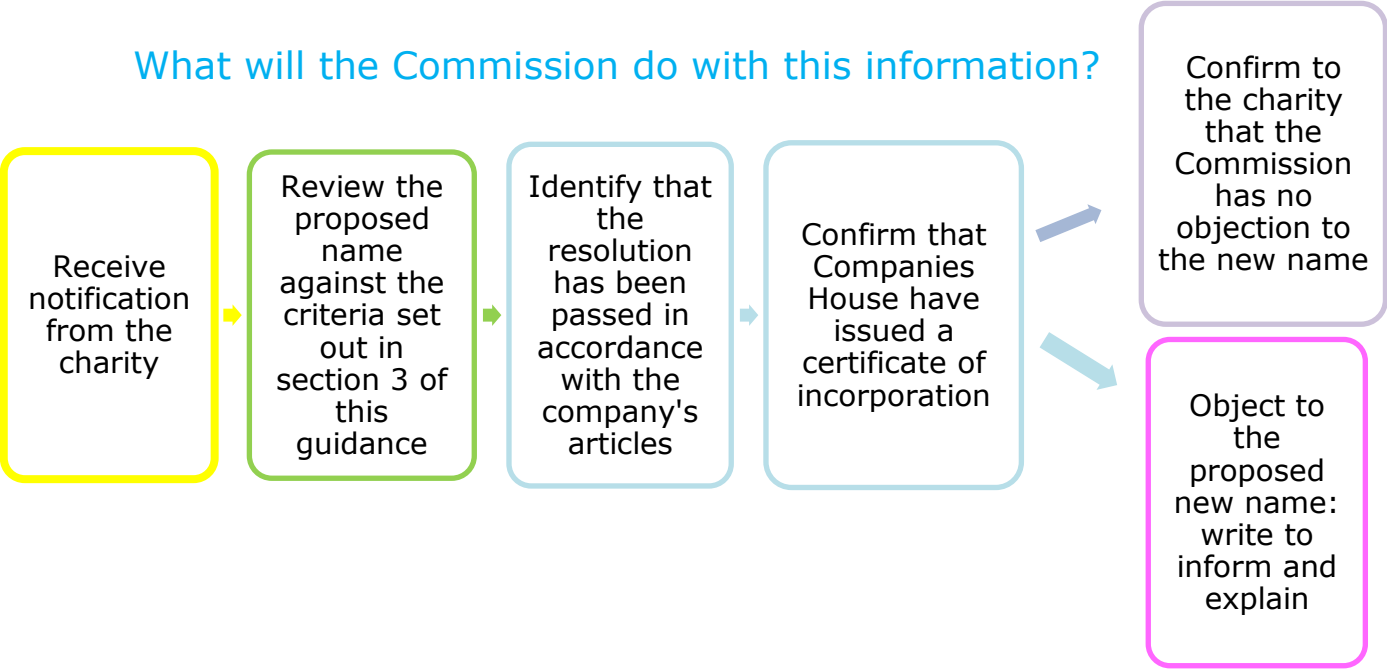 What will the Commission do with this information?
Receive
notification
from the
charity
Review the
proposed
name
against the
criteria set
out in
section 3 of
this
guidance
Identify that
the
resolution
has been
passed in
accordance
with the
company's
articles
Confirm that
Companies
House have
issued a
certificate of
incorporation
Confirm to
the charity
that the
Commission
has no
objection to
the new name
Object to
the
proposed
new name:
write to
inform and
explain